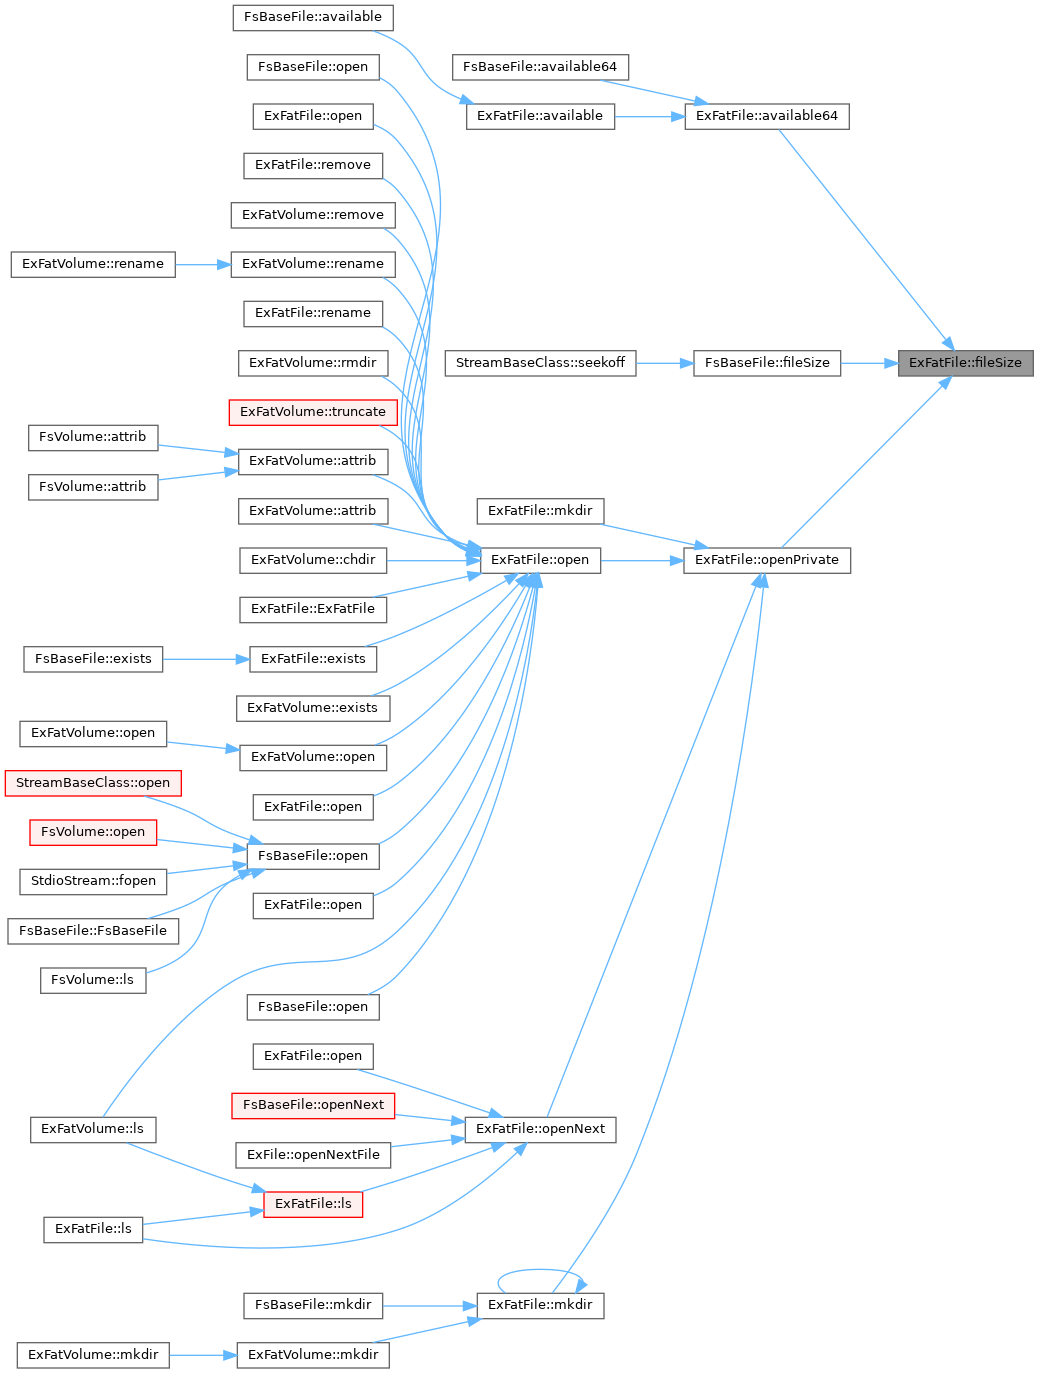 FsBaseFile::available
FsBaseFile::open
FsBaseFile::available64
ExFatFile::open
ExFatFile::available
ExFatFile::available64
ExFatFile::remove
ExFatVolume::remove
ExFatVolume::rename
ExFatVolume::rename
ExFatFile::rename
ExFatVolume::rmdir
StreamBaseClass::seekoff
FsBaseFile::fileSize
ExFatFile::fileSize
ExFatVolume::truncate
FsVolume::attrib
ExFatVolume::attrib
FsVolume::attrib
ExFatVolume::attrib
ExFatFile::mkdir
ExFatVolume::chdir
ExFatFile::open
ExFatFile::openPrivate
ExFatFile::ExFatFile
FsBaseFile::exists
ExFatFile::exists
ExFatVolume::exists
ExFatVolume::open
ExFatVolume::open
StreamBaseClass::open
ExFatFile::open
FsVolume::open
FsBaseFile::open
StdioStream::fopen
ExFatFile::open
FsBaseFile::FsBaseFile
FsVolume::ls
FsBaseFile::open
ExFatFile::open
FsBaseFile::openNext
ExFatVolume::ls
ExFatFile::openNext
ExFile::openNextFile
ExFatFile::ls
ExFatFile::ls
FsBaseFile::mkdir
ExFatFile::mkdir
ExFatVolume::mkdir
ExFatVolume::mkdir